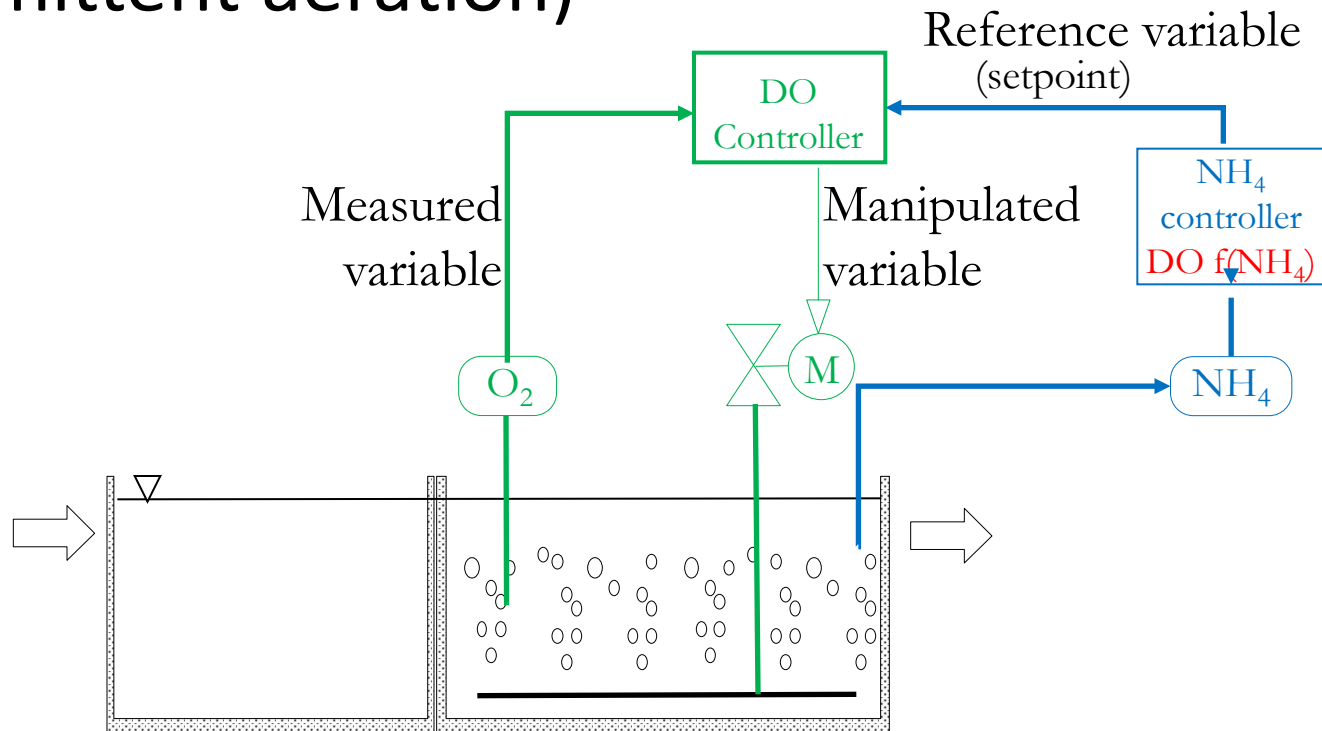 Reference variable
(setpoint)
DO
Controller
NH₄
controller
DO f(NH₄)
Measured
variable
Manipulated
variable
O₂
M
NH₄